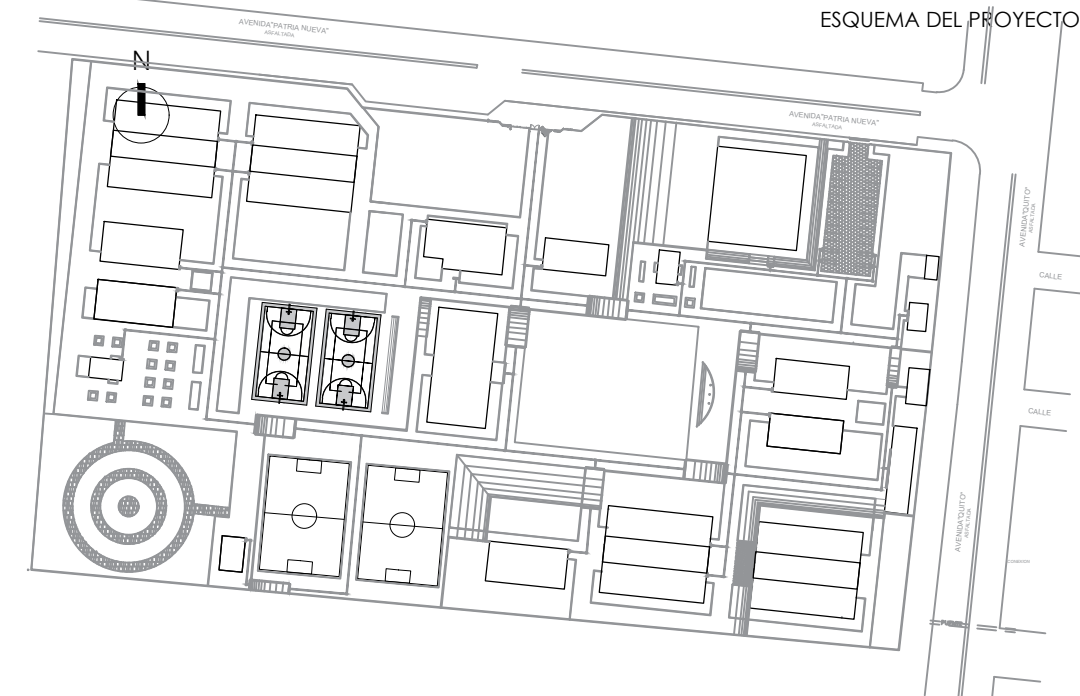 ESQUEMA DEL PROYECTO
AVENIDA"PATRIA NUEVA"
ASFALTADA
N
AVENIDA"PATRIA NUEVA"
ASFALTADA
AVENIDA"QUITO"
ASFALTADA
CALLE
CALLE
AVENIDA"QUITO"
ASFALTADA